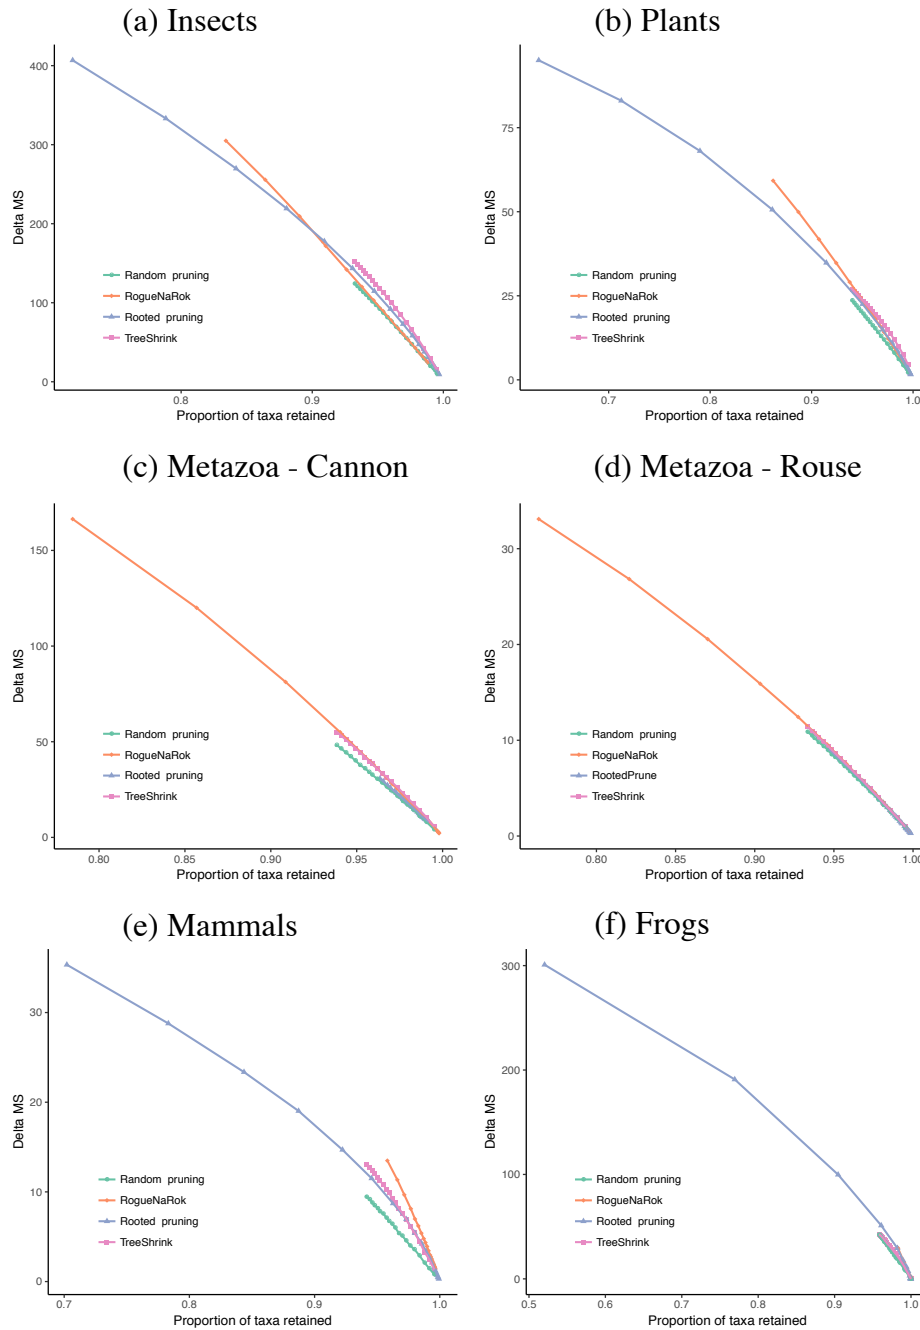 (a) Insects
400
300
200
100
0
Delta MS
Random pruning
RogueNaRok
Rooted pruning
TreeShrink
0.8 0.9 1.0
Proportion of taxa retained
(b) Plants
75
50
25
0
Delta MS
Random pruning
RogueNaRok
Rooted pruning
TreeShrink
0.7 0.8 0.9 1.0
Proportion of taxa retained
(c) Metazoa - Cannon
150
100
50
0
Delta MS
Random pruning
RogueNaRok
Rooted pruning
TreeShrink
0.80 0.85 0.90 0.95 1.00
Proportion of taxa retained
(d) Metazoa - Rouse
30
20
10
0
Delta MS
Random pruning
RogueNaRok
RootedPrune
TreeShrink
0.80 0.85 0.90 0.95 1.00
Proportion of taxa retained
(e) Mammals
30
20
10
0
Delta MS
Random pruning
RogueNaRok
Rooted pruning
TreeShrink
0.7 0.8 0.9 1.0
Proportion of taxa retained
(f) Frogs
300
200
100
0
Delta MS
Random pruning
RogueNaRok
Rooted pruning
TreeShrink
0.5 0.6 0.7 0.8 0.9 1.0
Proportion of taxa retained